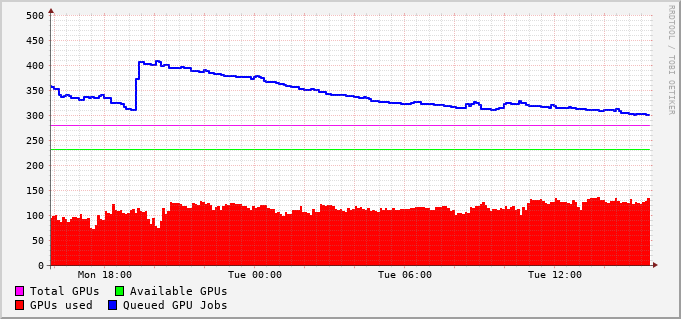 500
450
400
350
300
250
200
150
100
50
0
Mon 18:00 Tue 00:00 Tue 06:00 Tue 12:00
Total GPUs Available GPUs
GPUs used Queued GPU Jobs
RRDTOOL / TOBI OETIKER